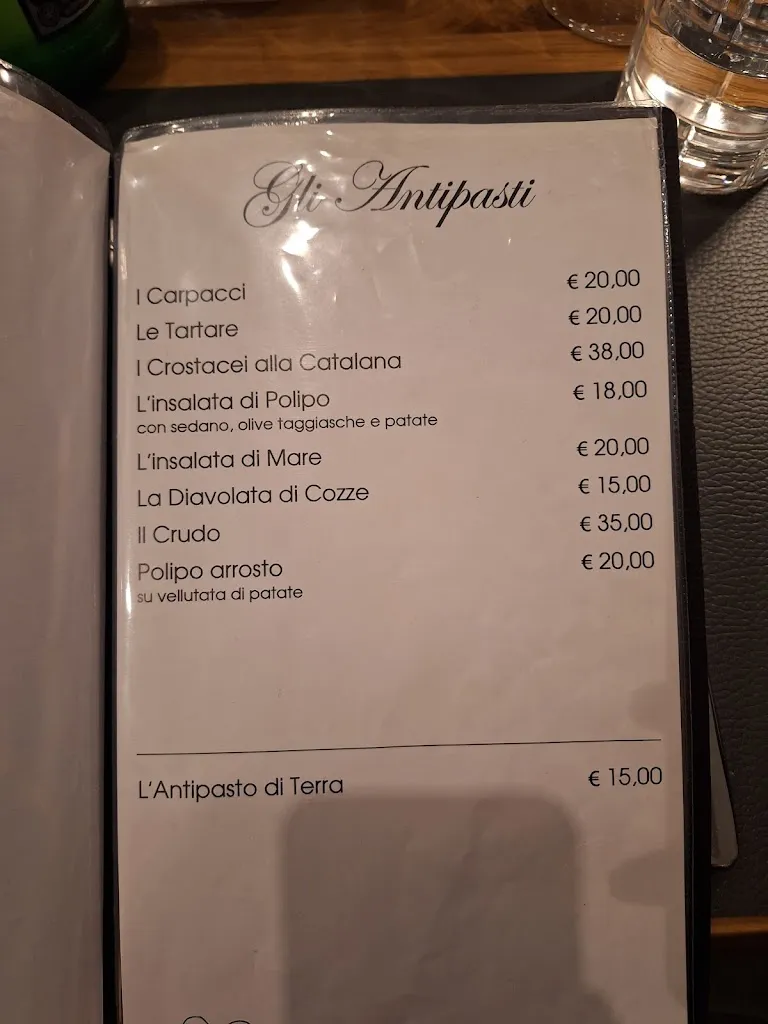 Gli Antipasti
I Carpacci € 20,00
Le Tartare € 20,00
I Crostacei alla Catalana € 38,00
L'insalata di Polipo € 18,00
con sedano, olive taggiasche e patate
L'insalata di Mare € 20,00
La Diavolata di Cozze € 15,00
Il Crudo € 35,00
Polipo arrosto € 20,00
su vellutata di patate
L'Antipasto di Terra € 15,00